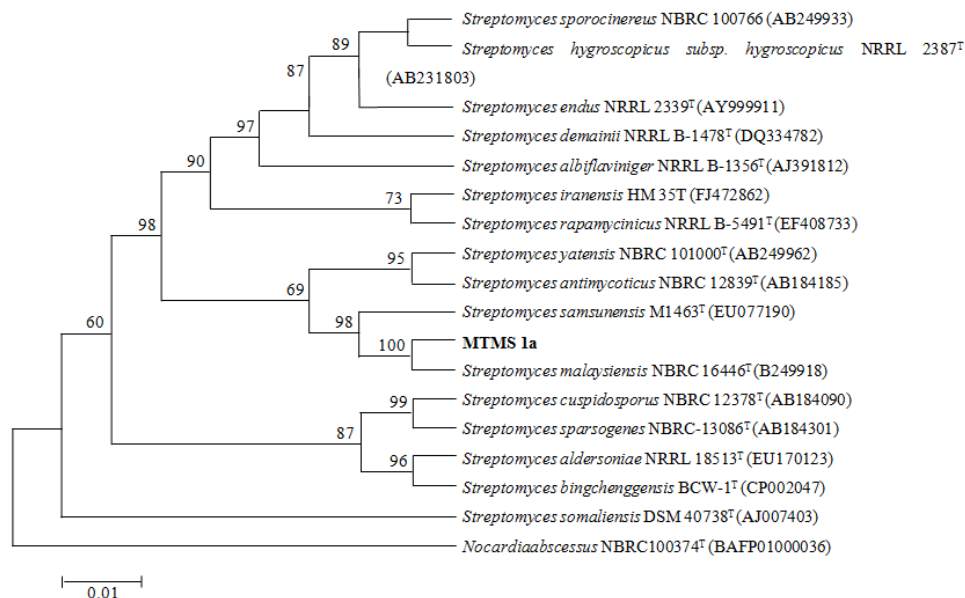 Streptomyces sporocinereus NBRC 100766 (AB249933)
89
Streptomyces hygroscopicus subsp. hygroscopicus NRRL 2387ᵀ
87
(AB231803)
Streptomyces endus NRRL 2339ᵀ (AY999911)
97
Streptomyces demainii NRRL B-1478ᵀ (DQ334782)
90
Streptomyces albiflaviniger NRRL B-1356ᵀ (AJ391812)
Streptomyces iranensis HM 35T (FJ472862)
73
Streptomyces rapamycinicus NRRL B-5491ᵀ (EF408733)
98
Streptomyces yatensis NBRC 101000ᵀ (AB249962)
95
Streptomyces antimycoticus NBRC 12839ᵀ (AB184185)
69
Streptomyces samsunensis M1463ᵀ (EU077190)
98
60
MTMS 1a
100
Streptomyces malaysiensis NBRC 16446ᵀ (B249918)
Streptomyces cuspidosporus NBRC 12378ᵀ (AB184090)
99
Streptomyces sparsogenes NBRC-13086ᵀ (AB184301)
87
Streptomyces aldersoniae NRRL 18513ᵀ (EU170123)
96
Streptomyces bingchenggensis BCW-1ᵀ (CP002047)
Streptomyces somaliensis DSM 40738ᵀ (AJ007403)
Nocardiaabscessus NBRC100374ᵀ (BAFP01000036)
0.01